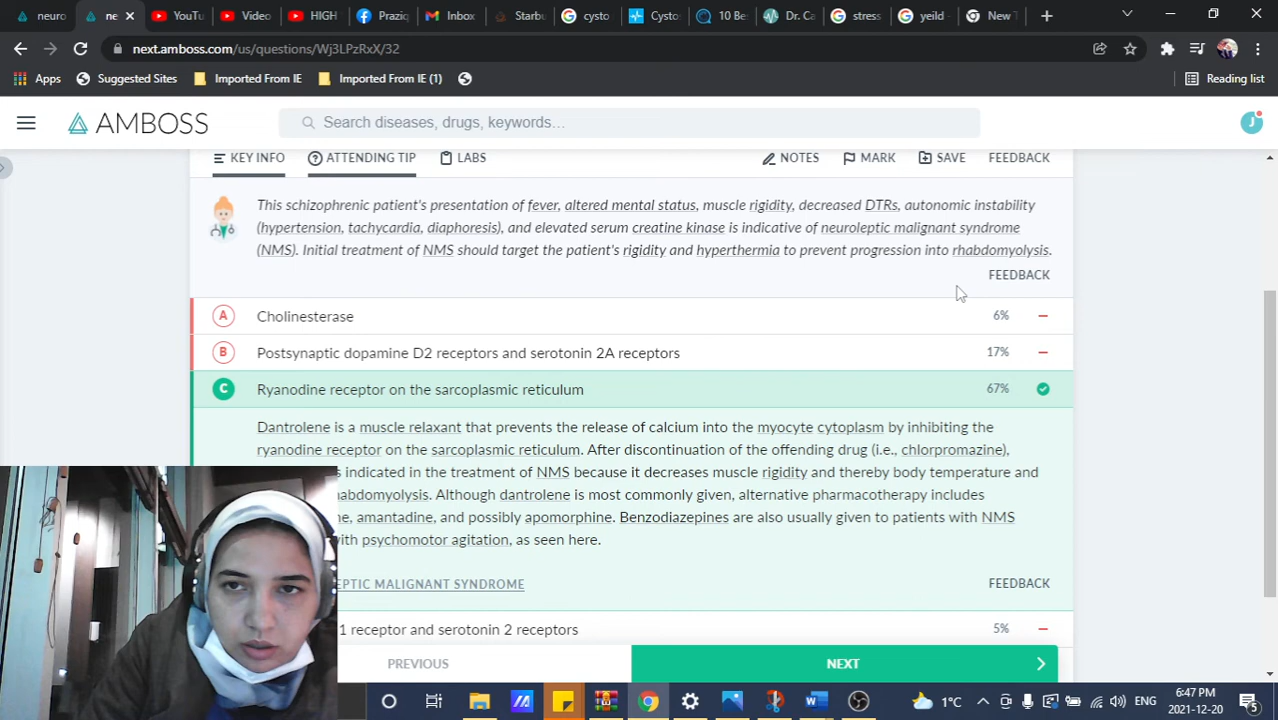 neuro
ne
YouTu
Video
HIGH
Praziq
Inbox
Starbu
cysto
Cysto
10 Be
Dr. Ca
stress
yeild
New T
next.amboss.com/us/questions/Wj3LPzRxX/32
Apps
Suggested Sites
Imported From IE
Imported From IE (1)
Reading list
AMBOSS
Search diseases, drugs, keywords…
J
KEY INFO
ATTENDING TIP
LABS
NOTES
MARK
SAVE
FEEDBACK
This schizophrenic patient's presentation of fever, altered mental status, muscle rigidity, decreased DTRs, autonomic instability
(hypertension, tachycardia, diaphoresis), and elevated serum creatine kinase is indicative of neuroleptic malignant syndrome
(NMS). Initial treatment of NMS should target the patient's rigidity and hyperthermia to prevent progression into rhabdomyolysis.
FEEDBACK
A Cholinesterase 6%
B Postsynaptic dopamine D2 receptors and serotonin 2A receptors 17%
C Ryanodine receptor on the sarcoplasmic reticulum 67%
Dantrolene is a muscle relaxant that prevents the release of calcium into the myocyte cytoplasm by inhibiting the
ryanodine receptor on the sarcoplasmic reticulum. After discontinuation of the offending drug (i.e., chlorpromazine),
is indicated in the treatment of NMS because it decreases muscle rigidity and thereby body temperature and
Although dantrolene is most commonly given, alternative pharmacotherapy includes
amantadine, and possibly apomorphine. Benzodiazepines are also usually given to patients with NMS
with psychomotor agitation, as seen here.
EPTIC MALIGNANT SYNDROME
FEEDBACK
1 receptor and serotonin 2 receptors 5%
PREVIOUS
NEXT
1°C
ENG
6:47 PM
2021-12-20
5